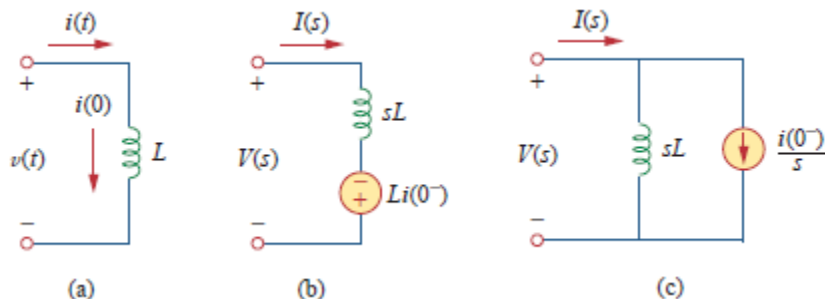 i(t)
+
i(0)
v(t)
L
−
(a)
I(s)
+
sL
V(s)
−
+
Li(0⁻)
−
(b)
I(s)
+
V(s)
sL
i(0⁻)
s
−
(c)